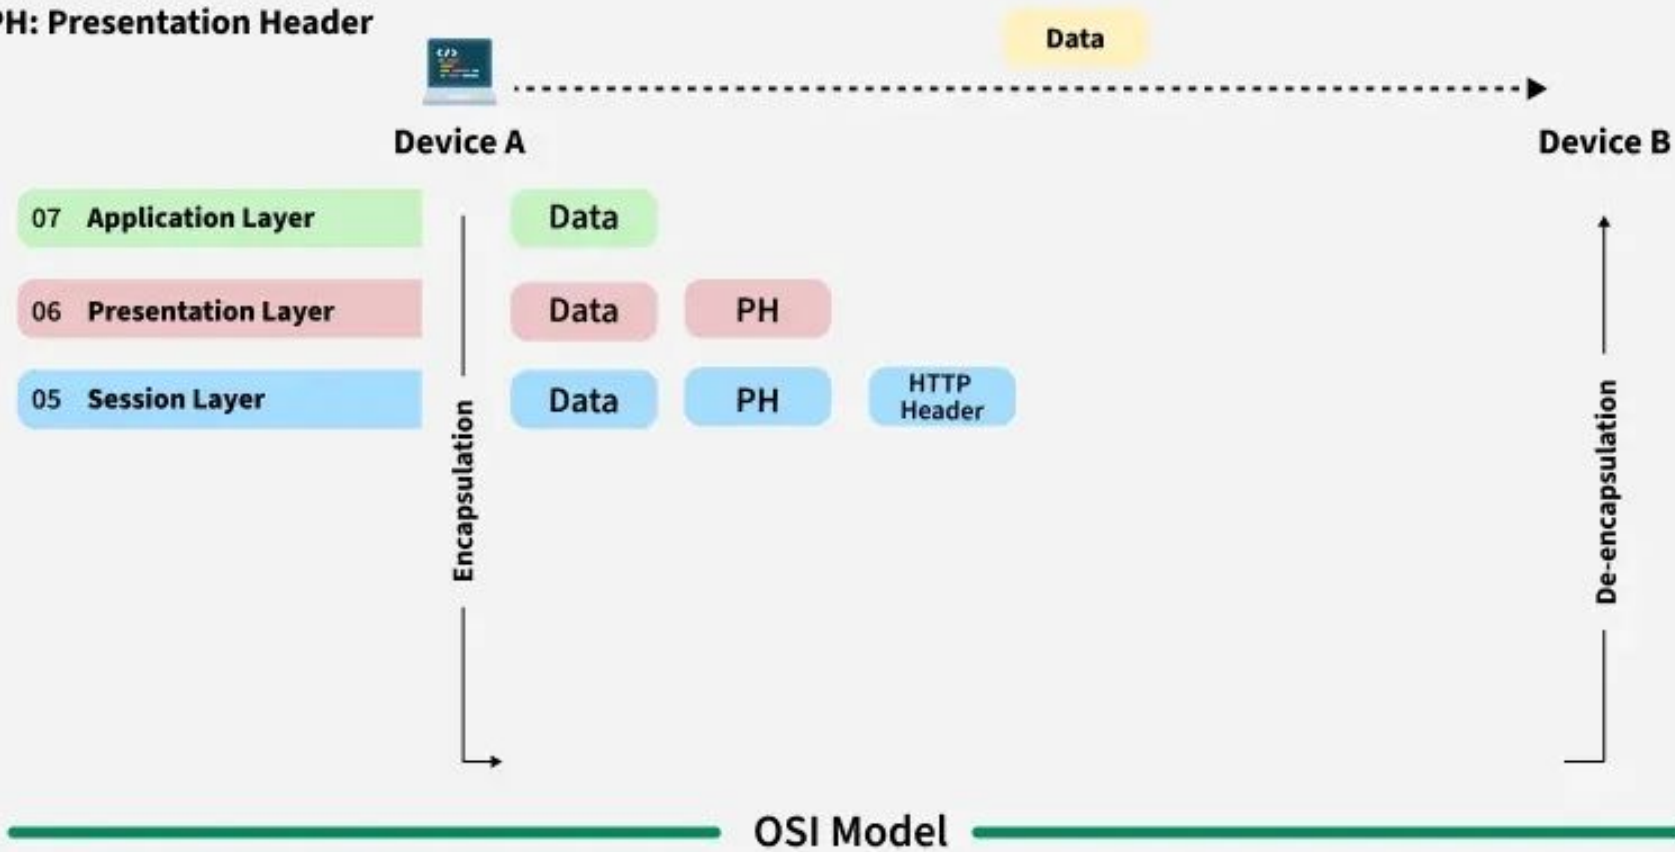 PH: Presentation Header
Data
Device A
Device B
07 Application Layer
Data
06 Presentation Layer
Data
PH
05 Session Layer
Data
PH
HTTP
Header
Encapsulation
De-encapsulation
OSI Model